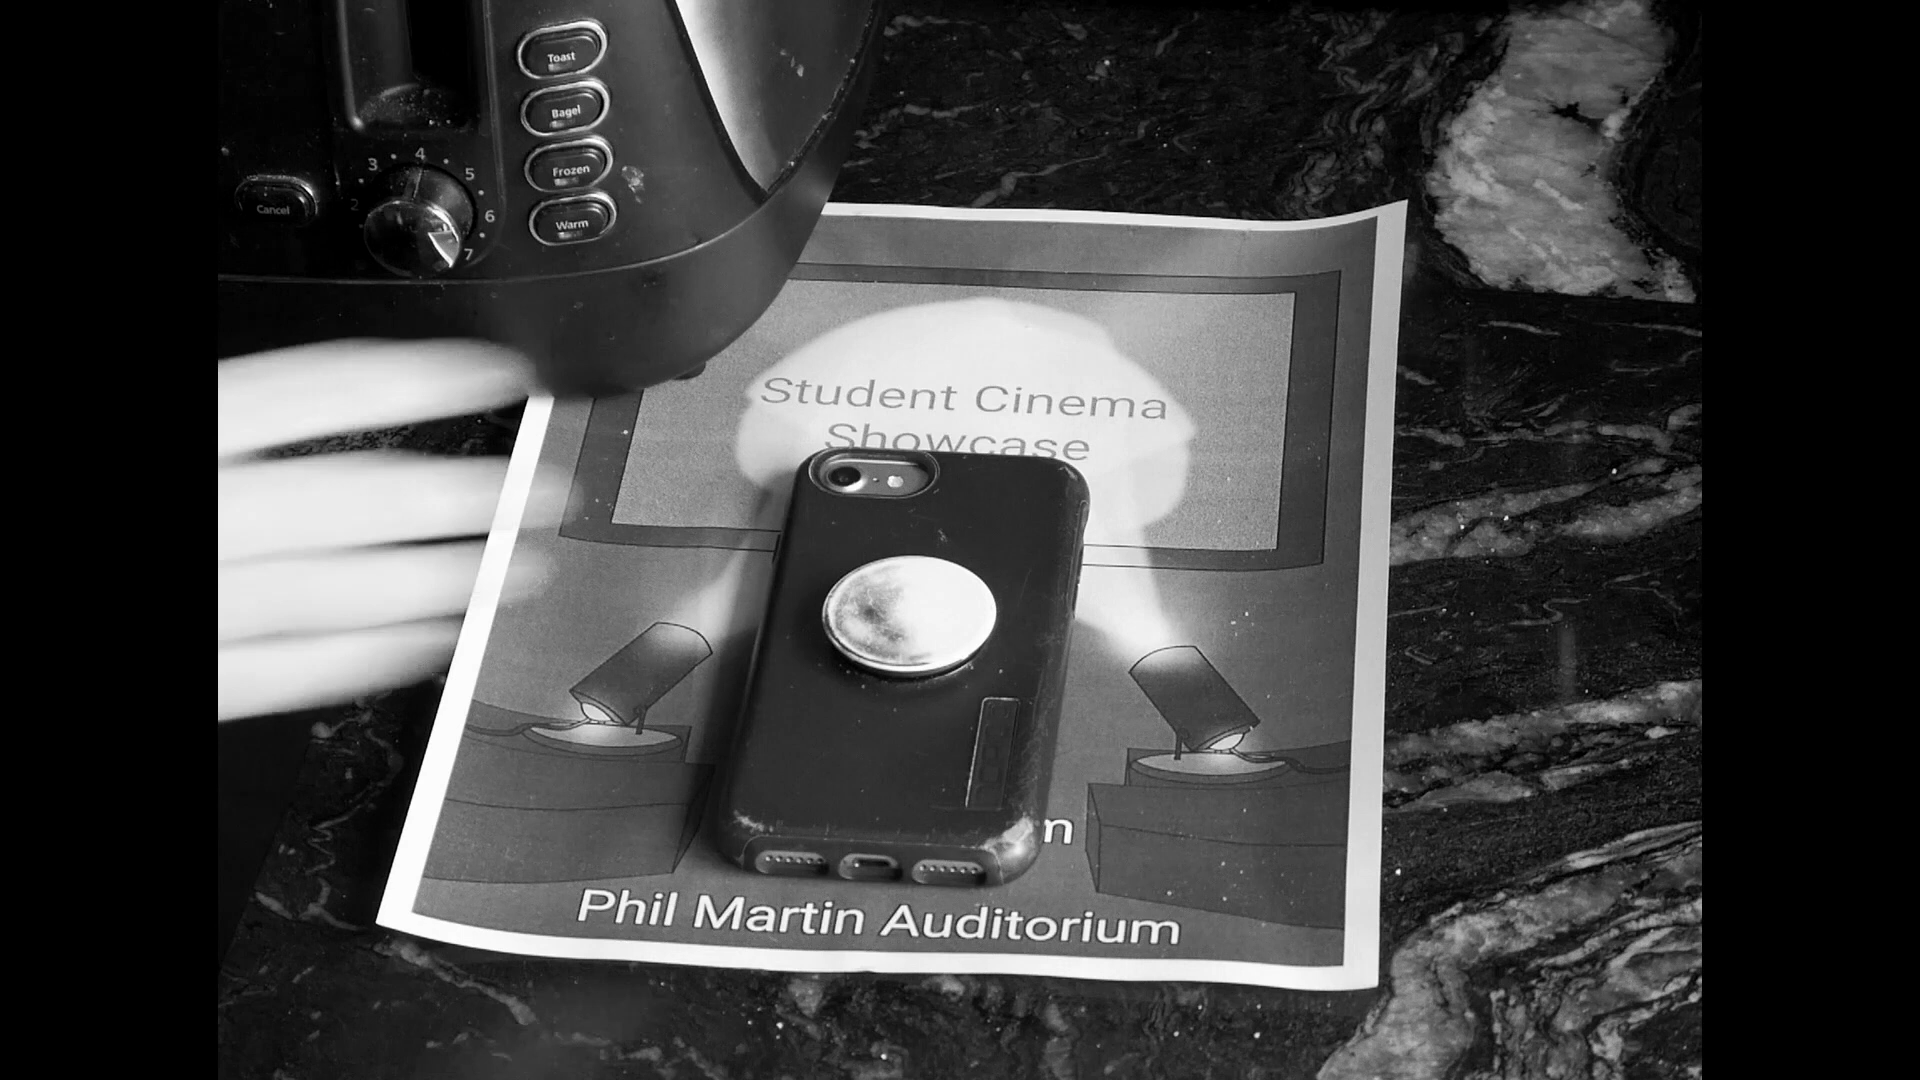 Toast
Bagel
Frozen
Warm
Cancel
2 3 4 5 6 7
Student Cinema
Showcase
m
Phil Martin Auditorium